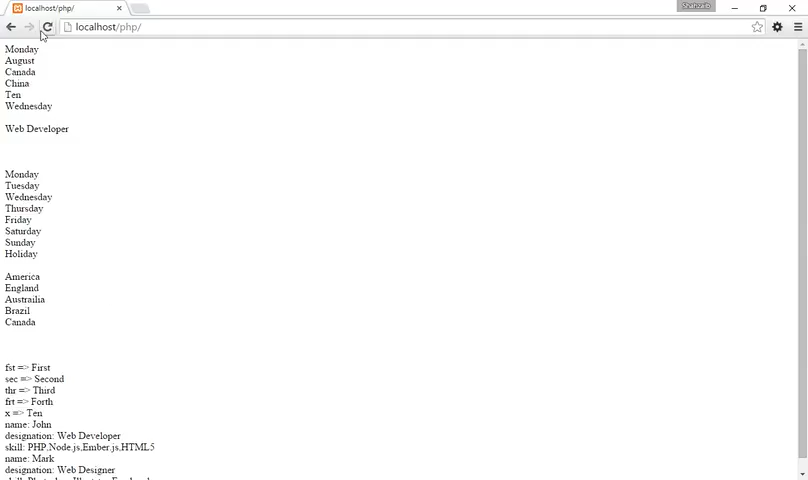 localhost/php/
Shahzaib
localhost/php/
Monday
August
Canada
China
Ten
Wednesday
Web Developer
Monday
Tuesday
Wednesday
Thursday
Friday
Saturday
Sunday
Holiday
America
England
Austrailia
Brazil
Canada
fst => First
sec => Second
thr => Third
frt => Forth
x => Ten
name: John
designation: Web Developer
skill: PHP,Node.js,Ember.js,HTML5
name: Mark
designation: Web Designer